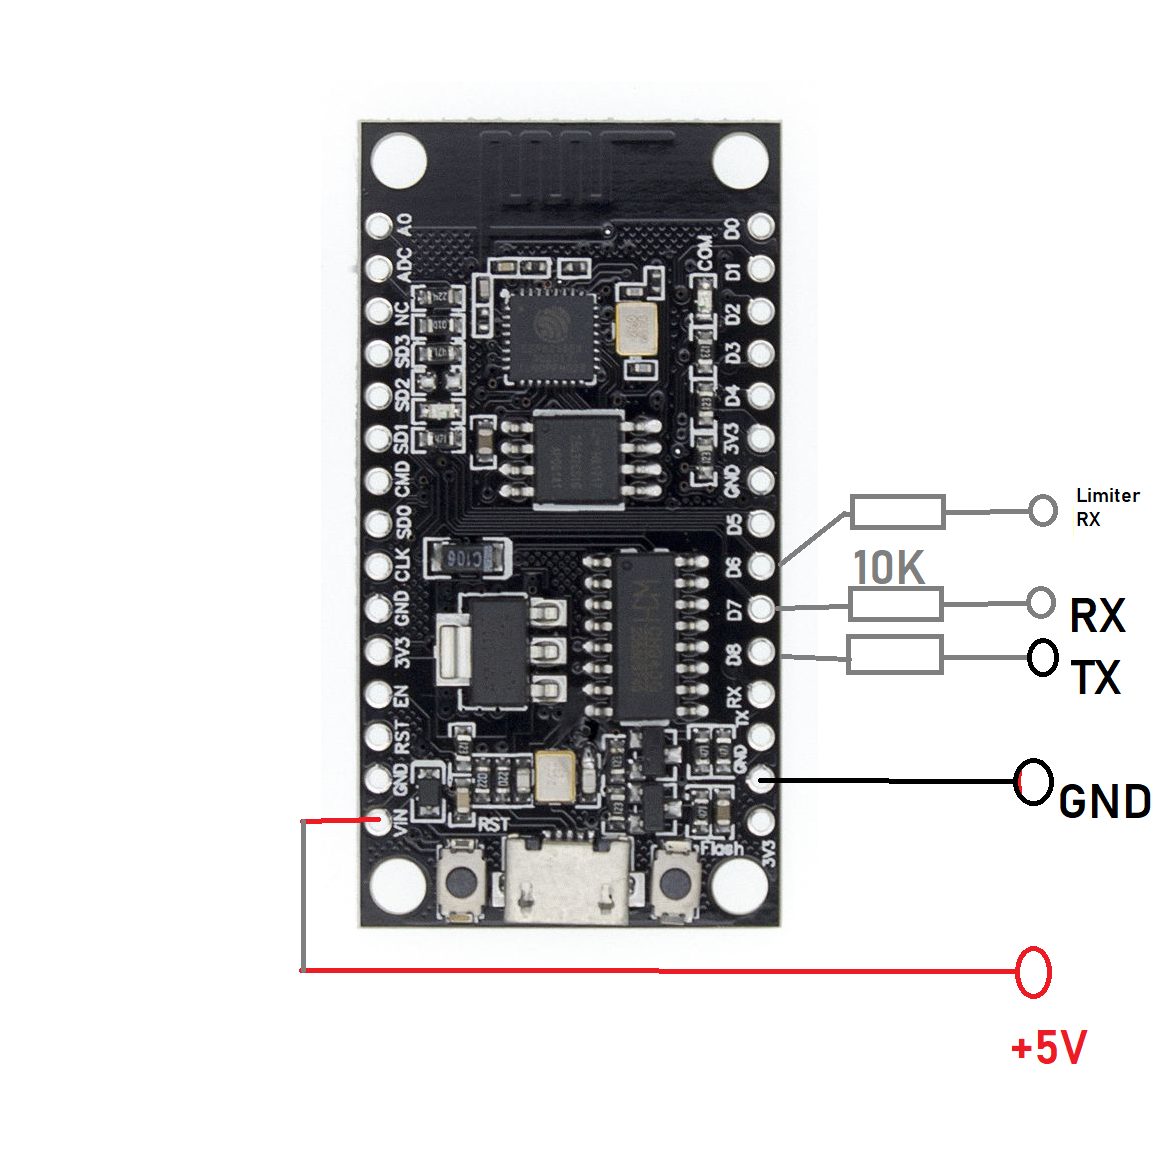 A0
ADC
NC
SD3
SD2
SD1
CMD
SD0
CLK
GND
3V3
EN
RST
GND
VIN
D0
D1
D2
D3
D4
3V3
GND
D5
D6
D7
D8
RX
TX
GND
3V3
COM
C106
RST
Flash
Limiter
RX
10K
RX
TX
GND
+5V